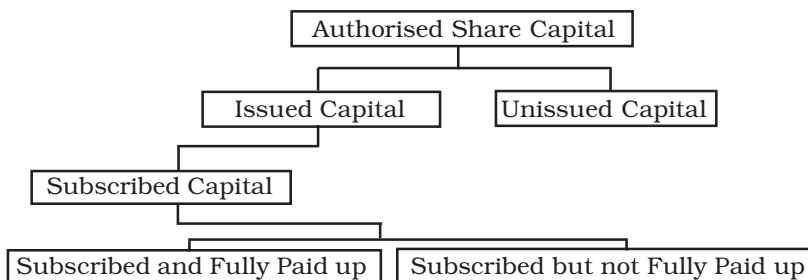 Authorised Share Capital
Issued Capital
Unissued Capital
Subscribed Capital
Subscribed and Fully Paid up
Subscribed but not Fully Paid up